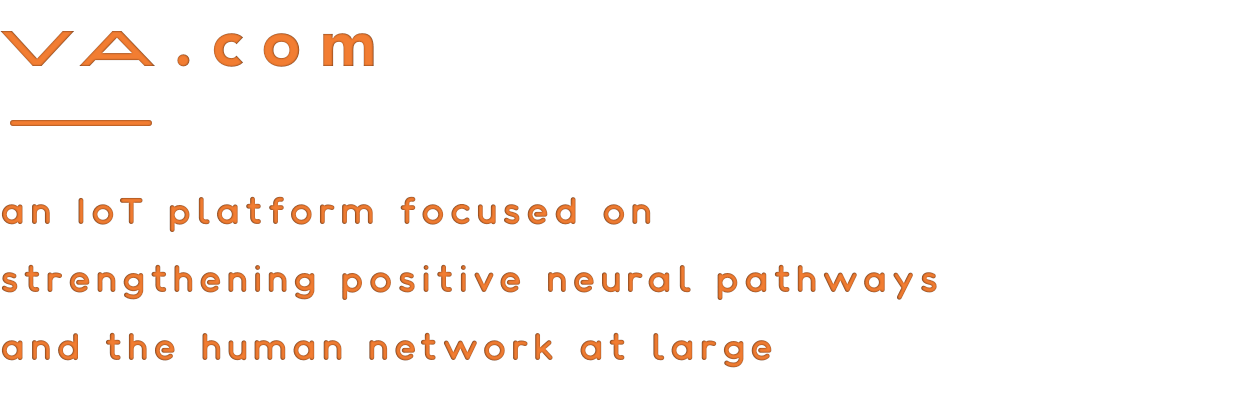 VA.com
an IoT platform focused on
strengthening positive neural pathways
and the human network at large